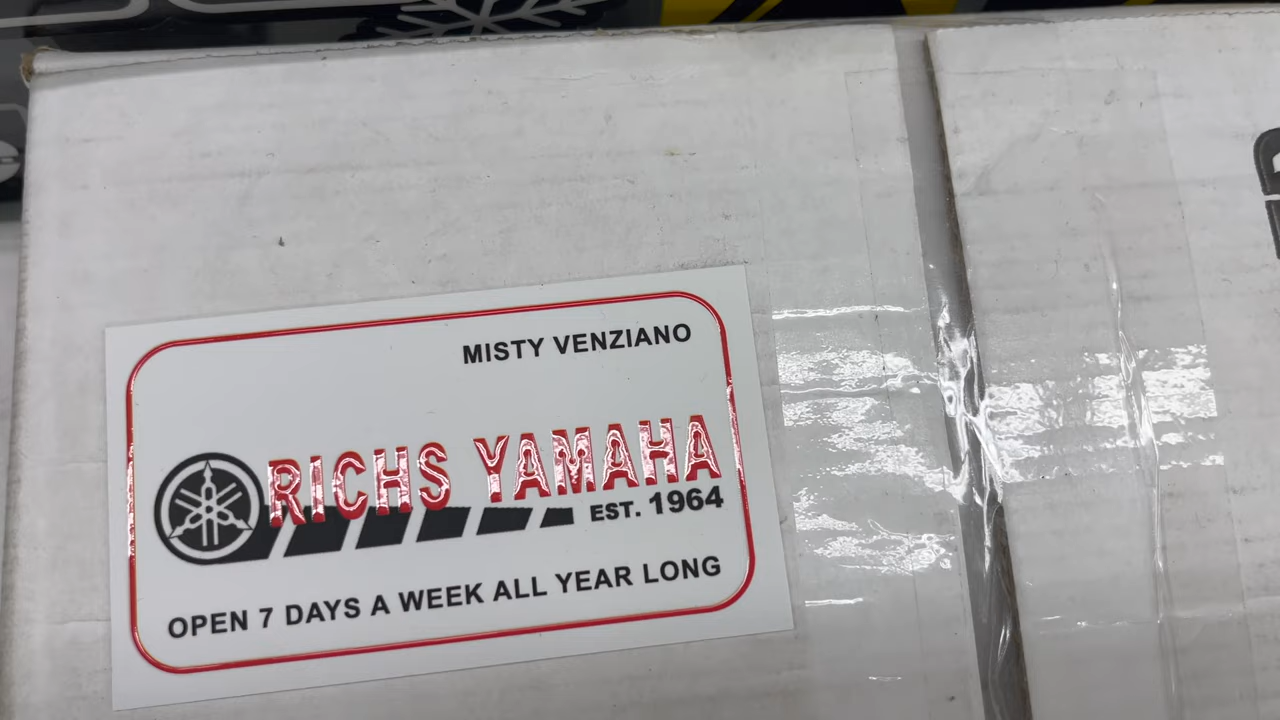 MISTY VENZIANO
RICHS YAMAHA
EST. 1964
OPEN 7 DAYS A WEEK ALL YEAR LONG